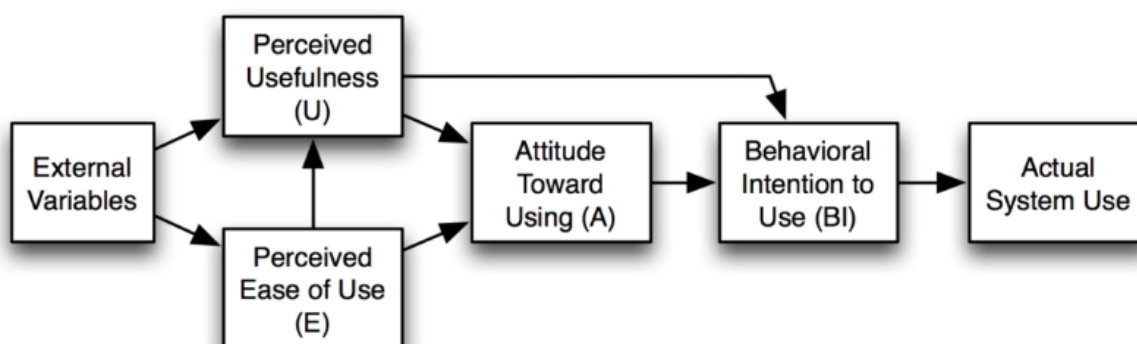 External
Variables
Perceived
Usefulness
(U)
Perceived
Ease of Use
(E)
Attitude
Toward
Using (A)
Behavioral
Intention to
Use (BI)
Actual
System Use